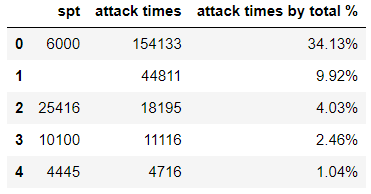 spt attack times attack times by total %
0 6000 154133 34.13%
1 44811 9.92%
2 25416 18195 4.03%
3 10100 11116 2.46%
4 4445 4716 1.04%